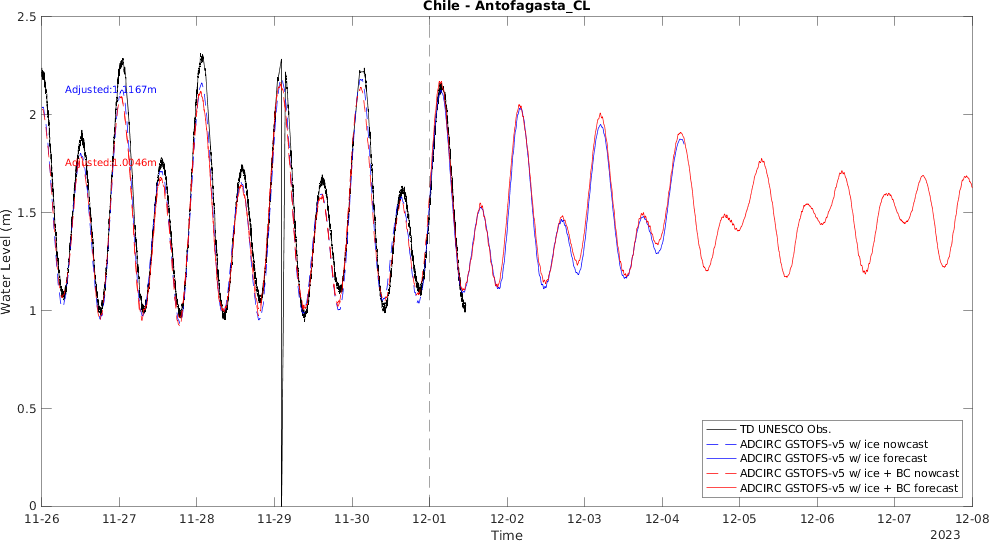 Chile - Antofagasta_CL
2.5
2
1.5
1
0.5
0
Water Level (m)
Adjusted:1.1167m
Adjusted:1.0046m
TD UNESCO Obs.
ADCIRC GSTOFS-v5 w/ ice nowcast
ADCIRC GSTOFS-v5 w/ ice forecast
ADCIRC GSTOFS-v5 w/ ice + BC nowcast
ADCIRC GSTOFS-v5 w/ ice + BC forecast
11-26 11-27 11-28 11-29 11-30 12-01 12-02 12-03 12-04 12-05 12-06 12-07 12-08
Time
2023